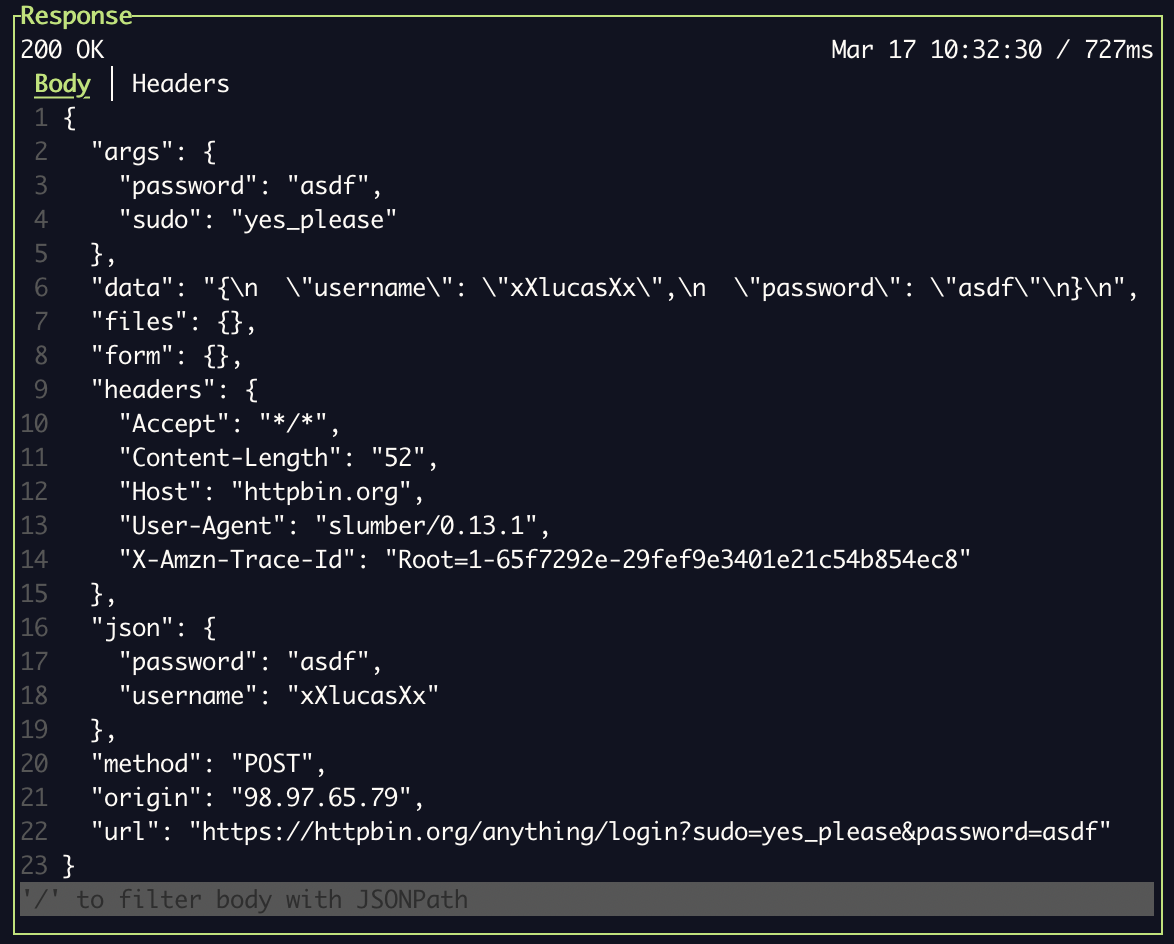 Response
200 OK Mar 17 10:32:30 / 727ms
Body Headers
1 {
2   "args": {
3     "password": "asdf",
4     "sudo": "yes_please"
5   },
6   "data": "{\n  \"username\": \"xXlucasXx\",\n  \"password\": \"asdf\"\n}\n",
7   "files": {},
8   "form": {},
9   "headers": {
10     "Accept": "*/*",
11     "Content-Length": "52",
12     "Host": "httpbin.org",
13     "User-Agent": "slumber/0.13.1",
14     "X-Amzn-Trace-Id": "Root=1-65f7292e-29fef9e3401e21c54b854ec8"
15   },
16   "json": {
17     "password": "asdf",
18     "username": "xXlucasXx"
19   },
20   "method": "POST",
21   "origin": "98.97.65.79",
22   "url": "https://httpbin.org/anything/login?sudo=yes_please&password=asdf"
23 }
'/' to filter body with JSONPath